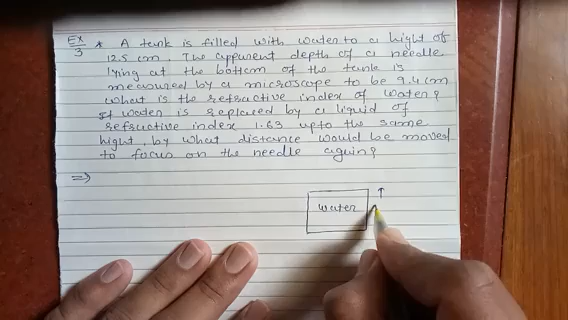 Ex/3 * A tank is filled with water to a hight of
12.5 cm. The apparent depth of a needle
lying at the bottom of the tank is
mecoured by a microscope to be 9.4 cm
what is the refractive index of water?
If water is replaced by a liquid of
refractive index 1.63 upto the same
hight, by what distance would be moved
to focus on the needle again?
⇒
↑
water